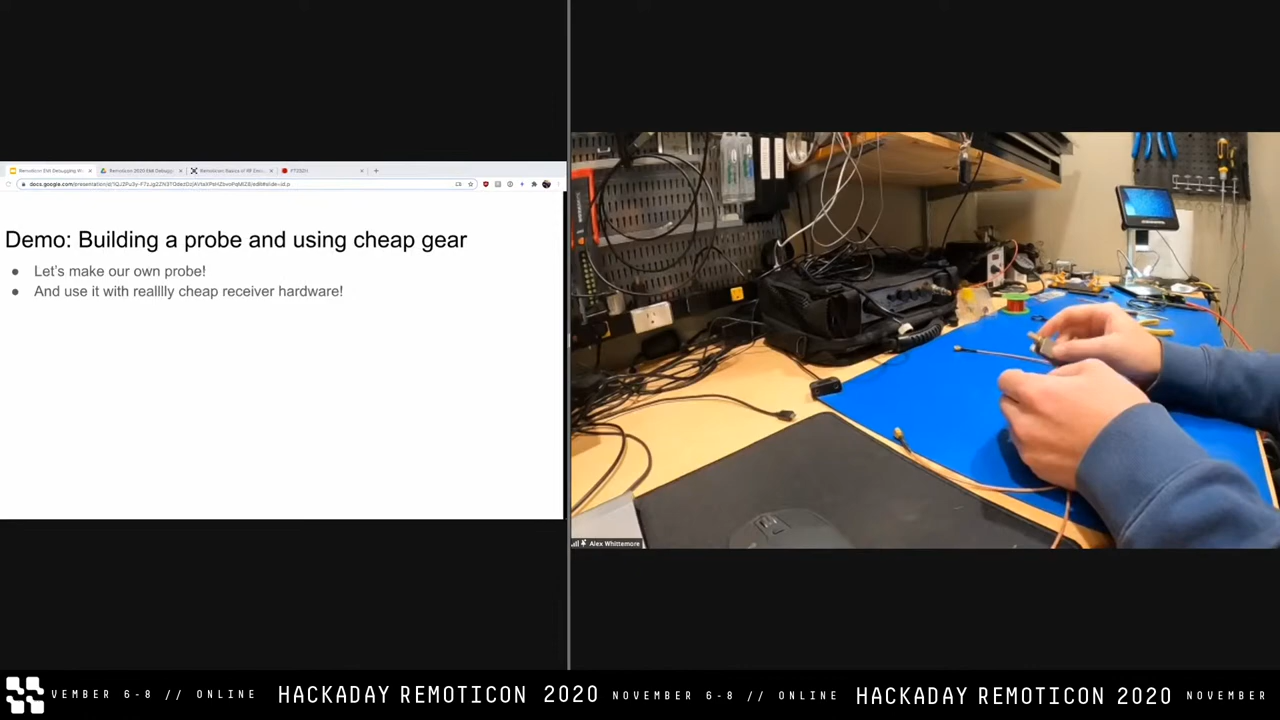 Demo: Building a probe and using cheap gear
● Let's make our own probe!
● And use it with realllly cheap receiver hardware!
Alex Whittemore
VEMBER 6-8 // ONLINE HACKADAY REMOTICON 2020 NOVEMBER 6-8 // ONLINE HACKADAY REMOTICON 2020 NOVEMBER